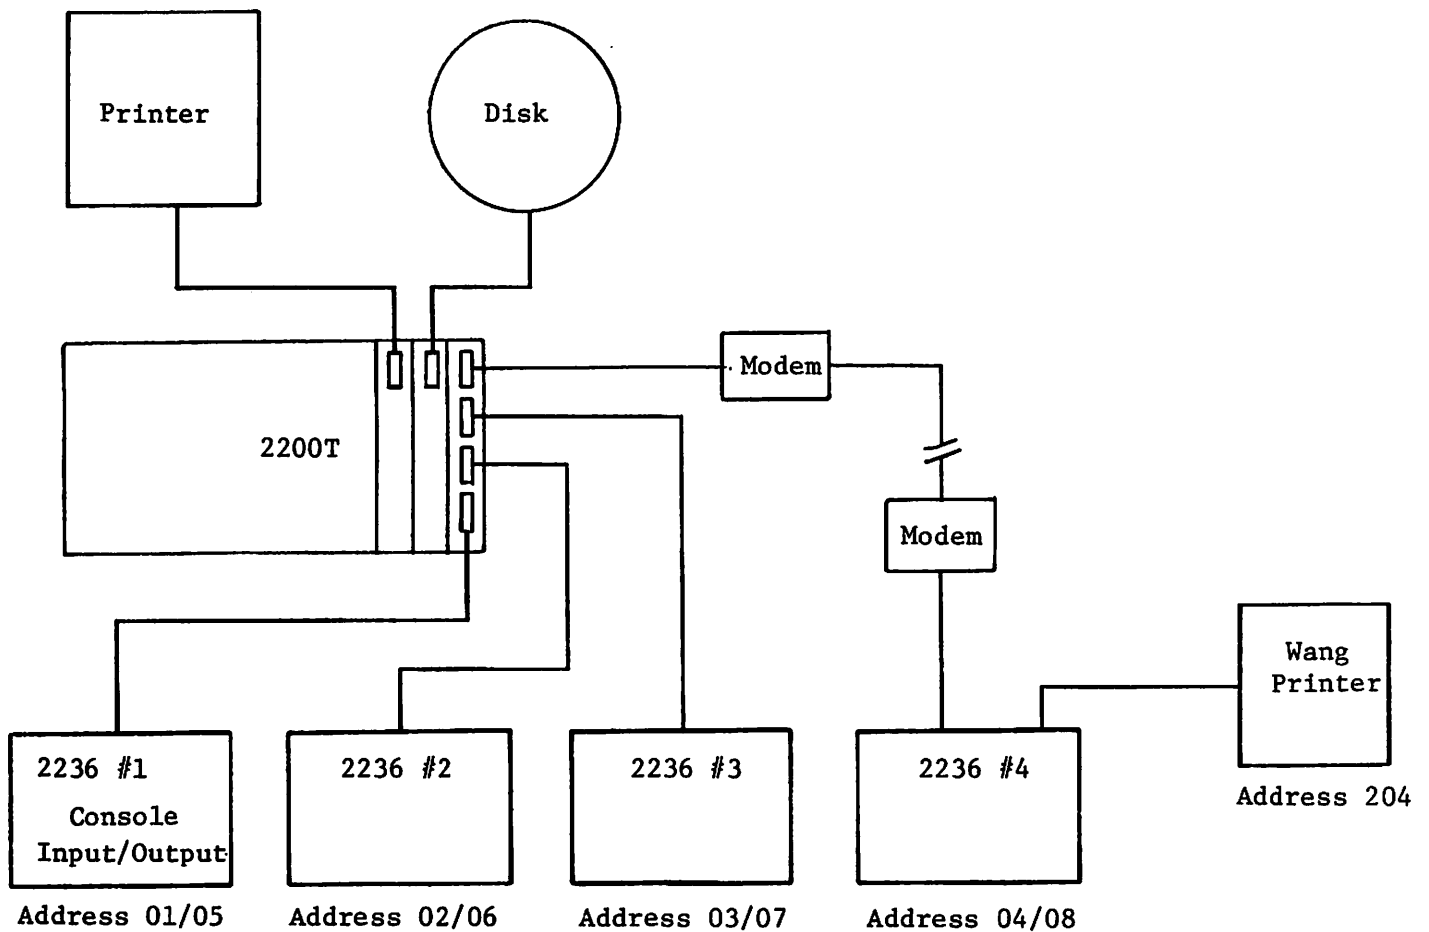 Printer
Disk
Modem
2200T
Modem
Wang
Printer
Address 204
2236 #1
Console
Input/Output
Address 01/05
2236 #2
Address 02/06
2236 #3
Address 03/07
2236 #4
Address 04/08